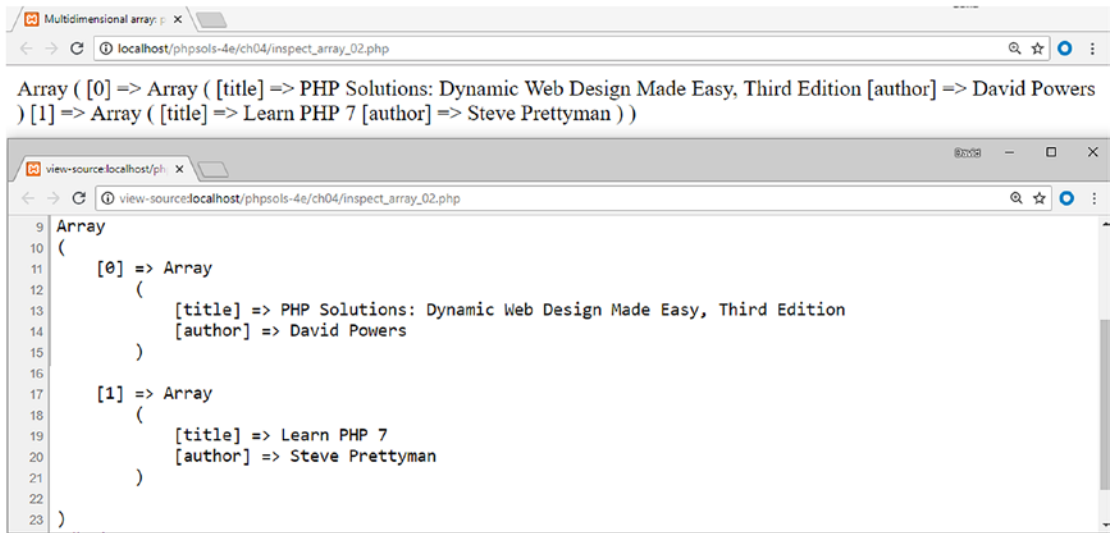 Multidimensional array: p
localhost/phpsols-4e/ch04/inspect_array_02.php
Array ( [0] => Array ( [title] => PHP Solutions: Dynamic Web Design Made Easy, Third Edition [author] => David Powers
) [1] => Array ( [title] => Learn PHP 7 [author] => Steve Prettyman ) )
David
view-source:localhost/ph
view-source:localhost/phpsols-4e/ch04/inspect_array_02.php
9 Array
10 (
11 [0] => Array
12 (
13 [title] => PHP Solutions: Dynamic Web Design Made Easy, Third Edition
14 [author] => David Powers
15 )
16
17 [1] => Array
18 (
19 [title] => Learn PHP 7
20 [author] => Steve Prettyman
21 )
22
23 )